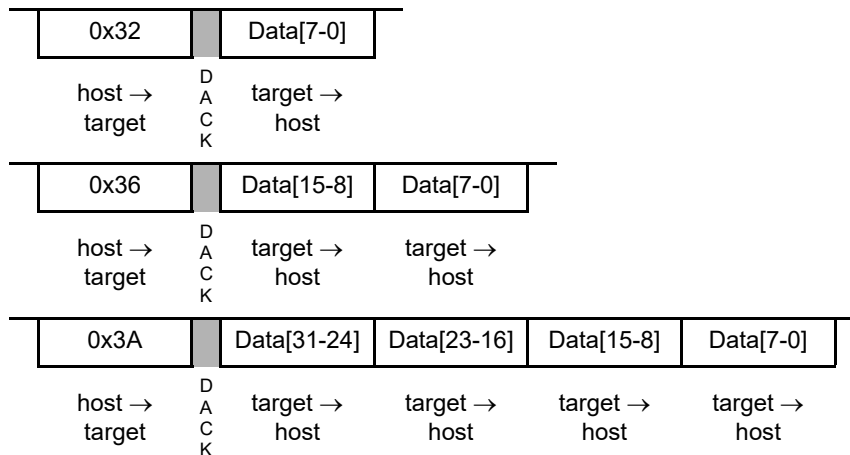 0x32 Data[7-0]
host → D A C K target →
target host
0x36 Data[15-8] Data[7-0]
host → D A C K target → target →
target host host
0x3A Data[31-24] Data[23-16] Data[15-8] Data[7-0]
host → D A C K target → target → target → target →
target host host host host